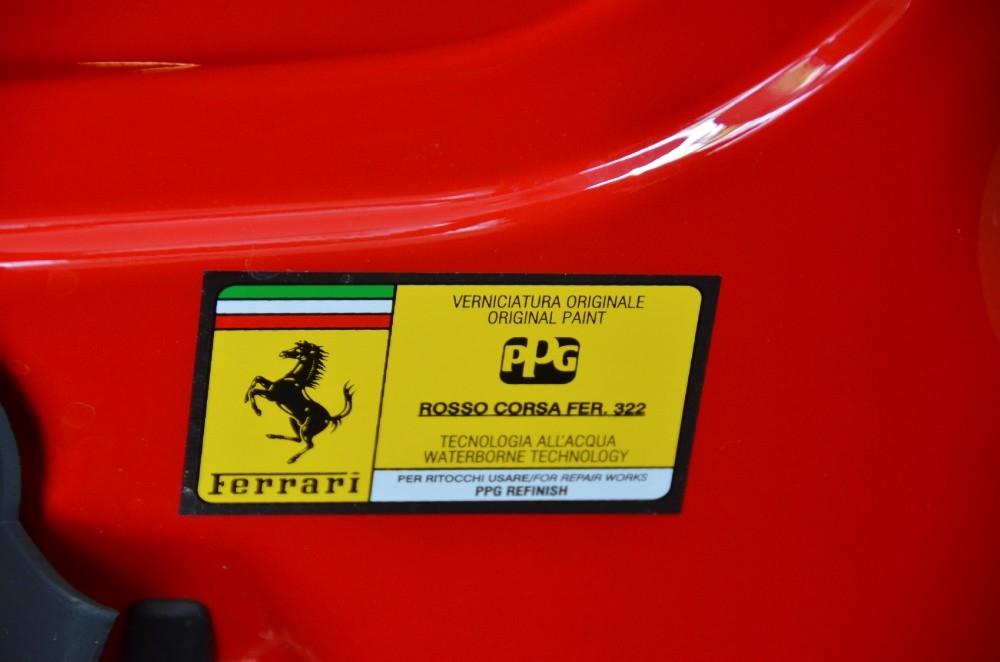 VERNICIATURA ORIGINALE
ORIGINAL PAINT
PPG
ROSSO CORSA FER. 322
TECNOLOGIA ALL'ACQUA
WATERBORNE TECHNOLOGY
PER RITOCCHI USARE/FOR REPAIR WORKS
PPG REFINISH
Ferrari